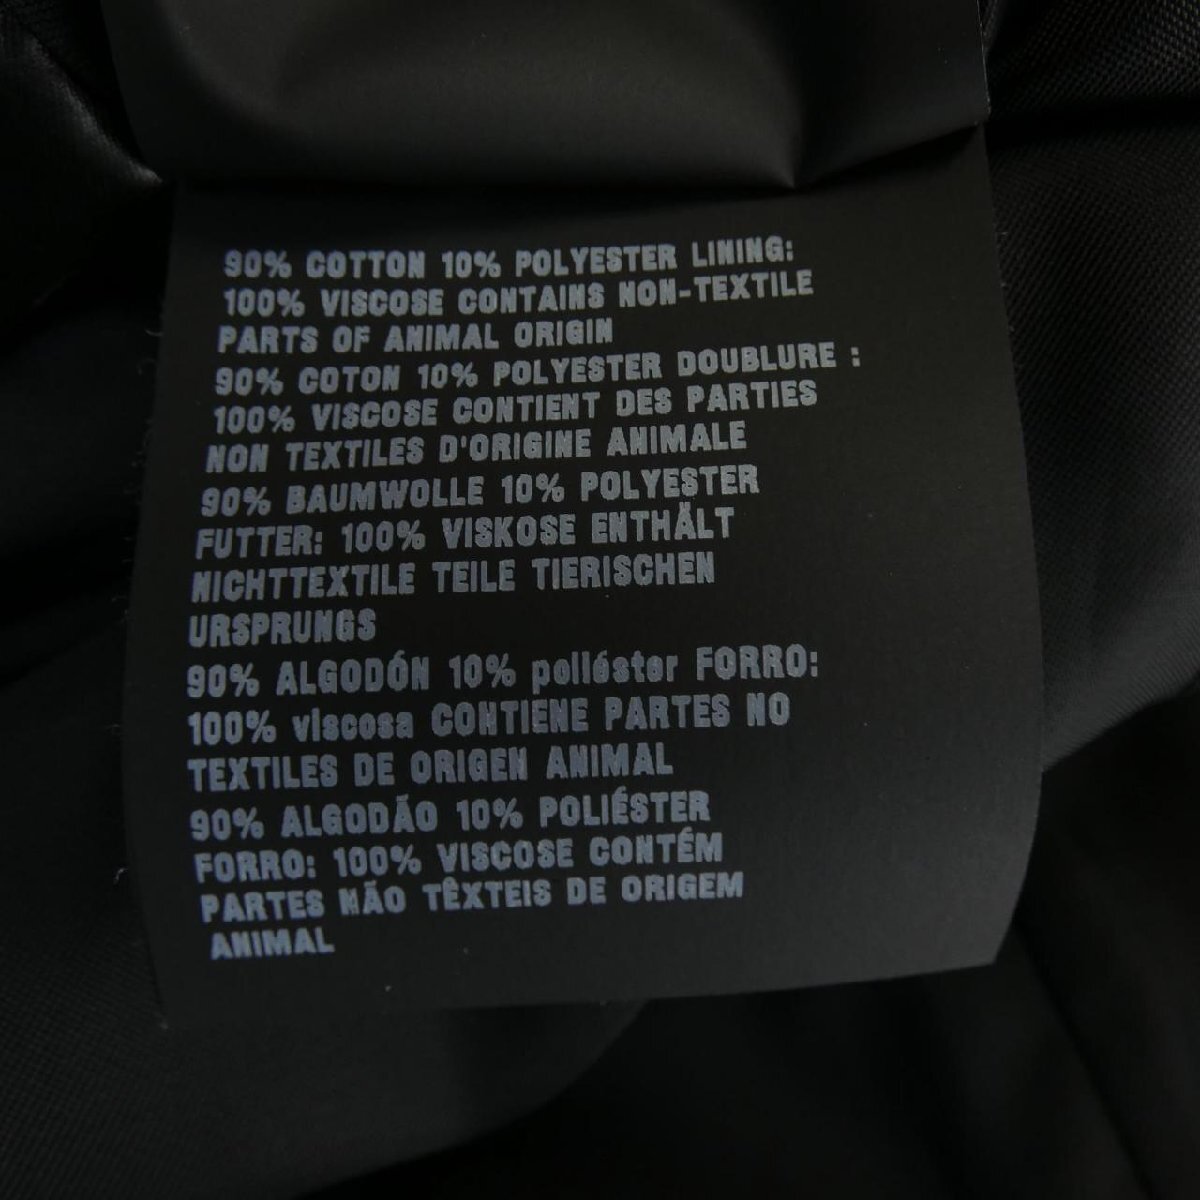 90% COTTON 10% POLYESTER LINING:
100% VISCOSE CONTAINS NON-TEXTILE
PARTS OF ANIMAL ORIGIN
90% COTON 10% POLYESTER DOUBLURE :
100% VISCOSE CONTIENT DES PARTIES
NON TEXTILES D'ORIGINE ANIMALE
90% BAUMWOLLE 10% POLYESTER
FUTTER: 100% VISKOSE ENTHÄLT
NICHTTEXTILE TEILE TIERISCHEN
URSPRUNGS
90% ALGODÓN 10% poliéster FORRO:
100% viscosa CONTIENE PARTES NO
TEXTILES DE ORIGEN ANIMAL
90% ALGODÃO 10% POLIÉSTER
FORRO: 100% VISCOSE CONTÉM
PARTES NÃO TÊXTEIS DE ORIGEM
ANIMAL